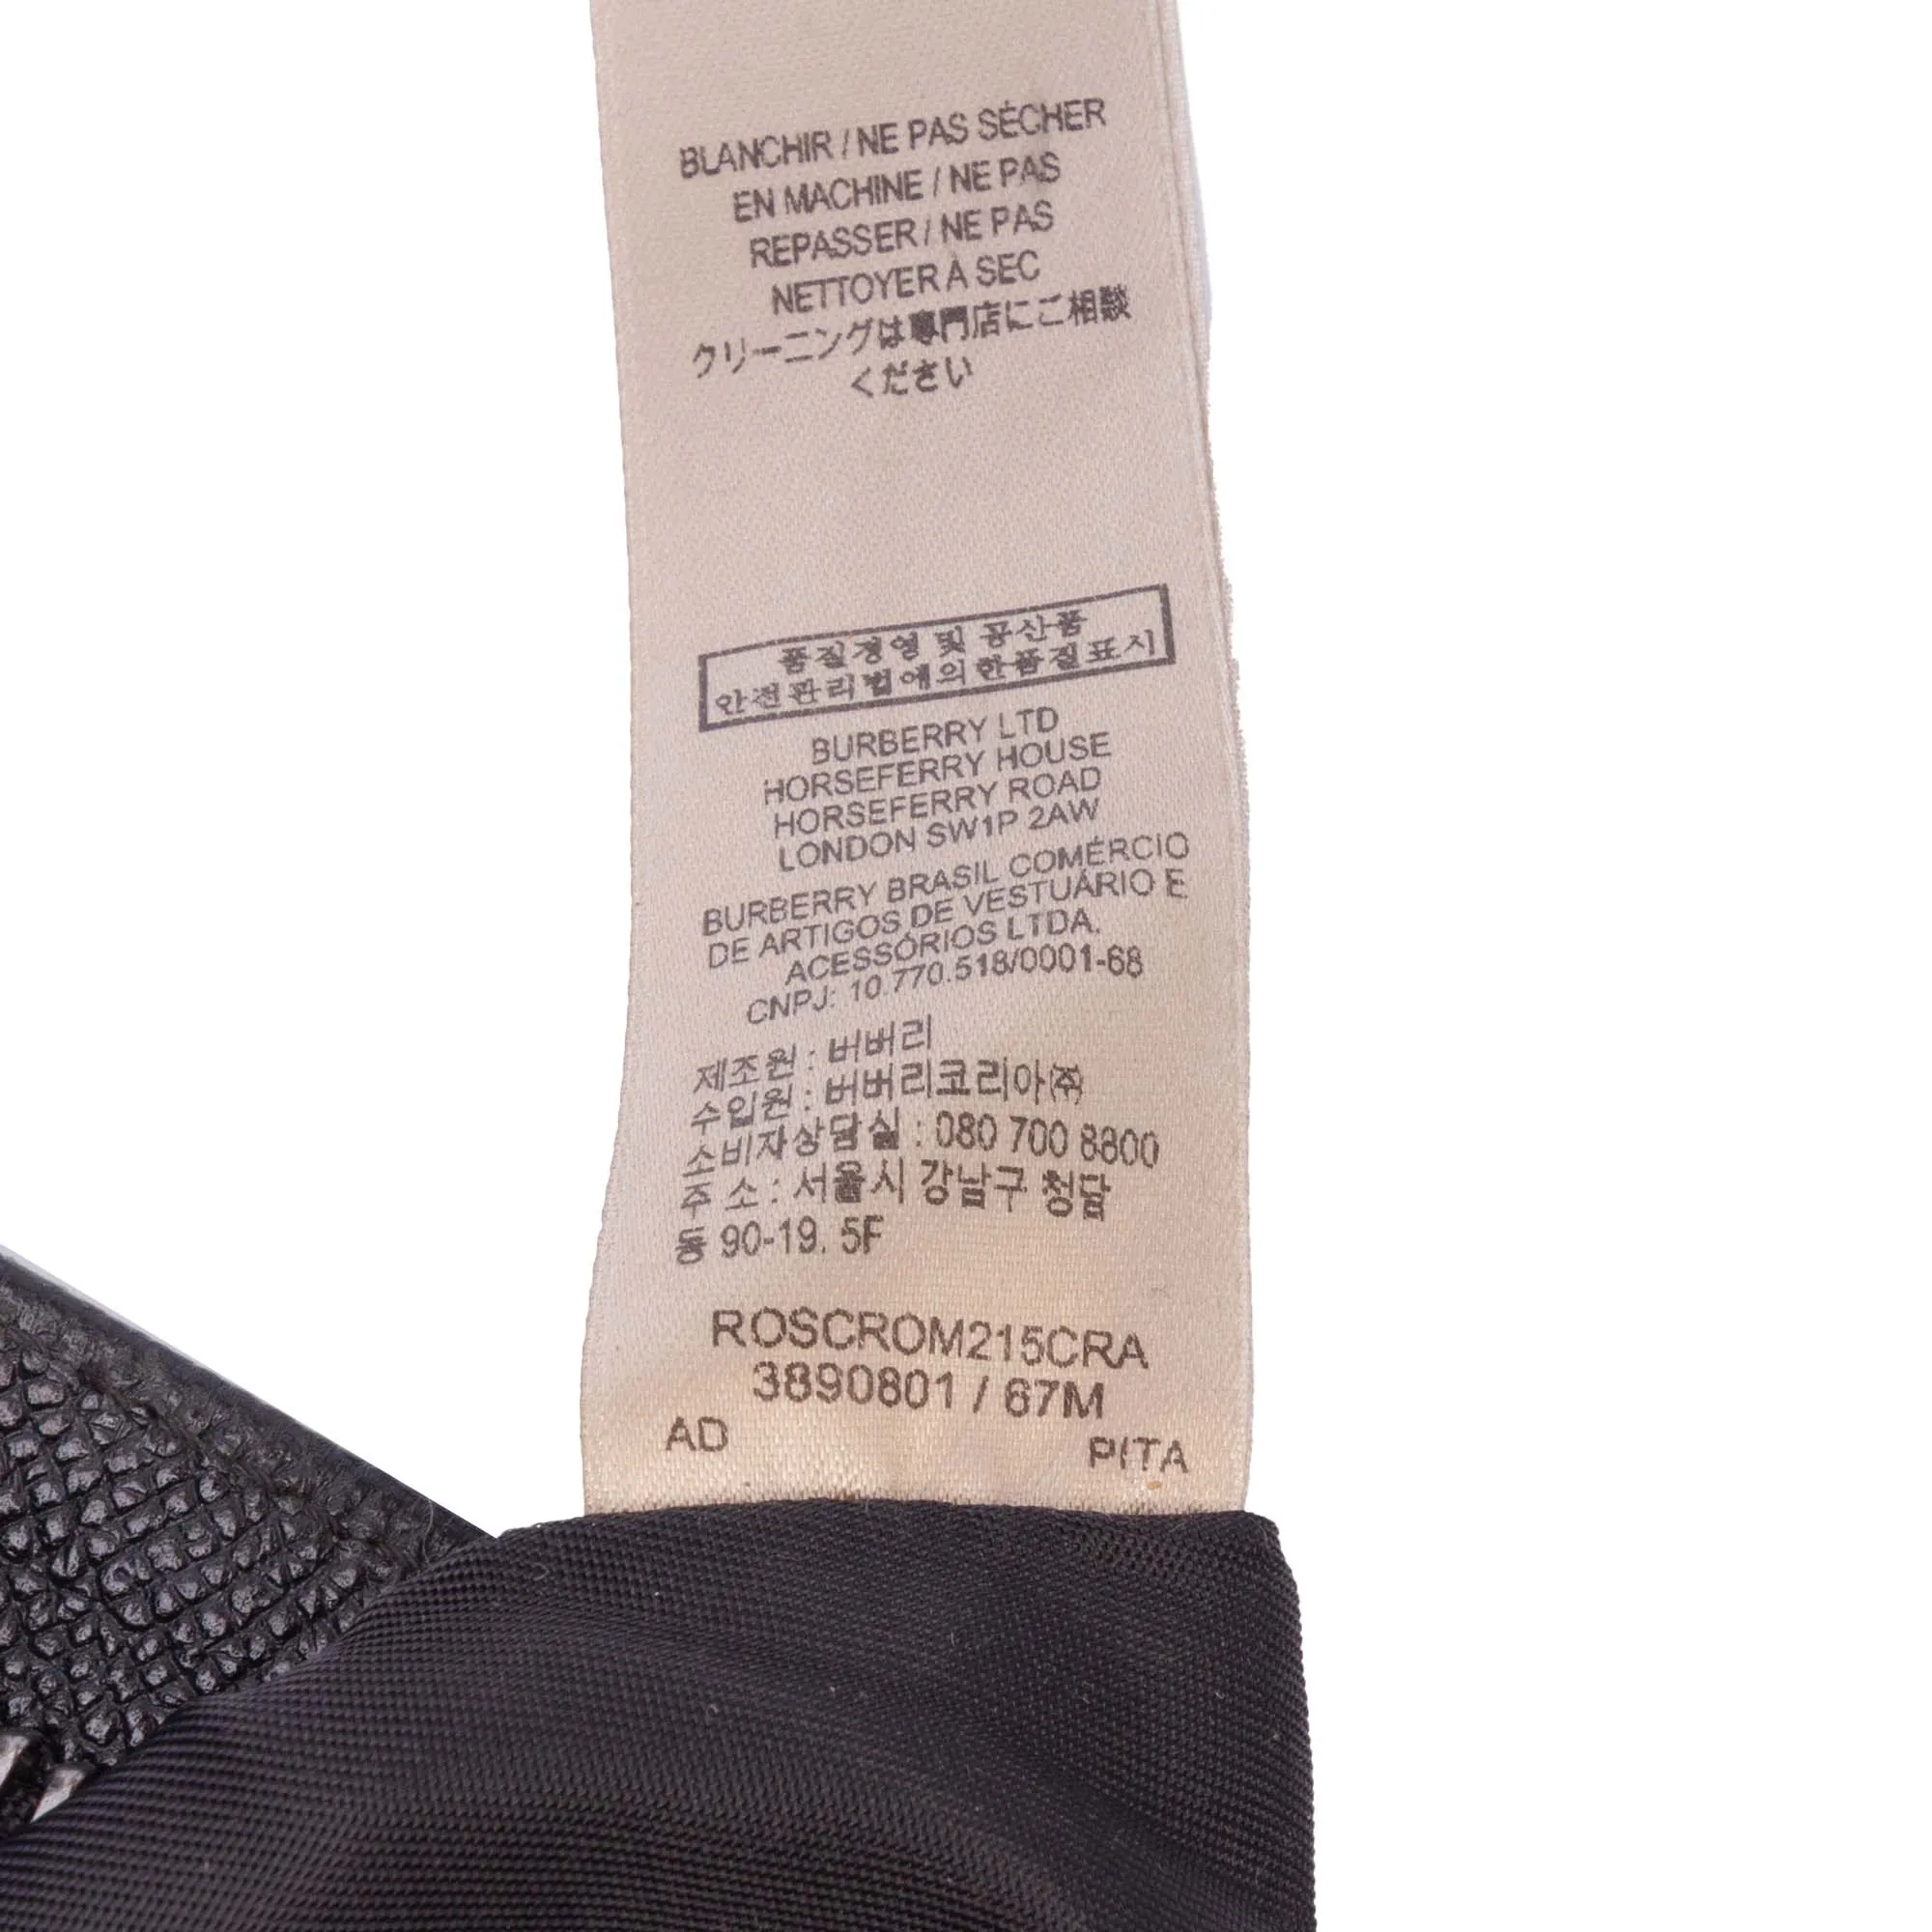 BLANCHIR / NE PAS SÉCHER
EN MACHINE / NE PAS
REPASSER / NE PAS
NETTOYER À SEC
クリーニングは専門店にご相談
ください
품질경영 및 공산품
안전관리법에의한품질표시
BURBERRY LTD
HORSEFERRY HOUSE
HORSEFERRY ROAD
LONDON SW1P 2AW
BURBERRY BRASIL COMÉRCIO
DE ARTIGOS DE VESTUÁRIO E
ACESSÓRIOS LTDA.
CNPJ: 10.770.518/0001-68
제조원 : 버버리
수입원 : 버버리코리아㈜
소비자상담실 : 080 700 8800
주 소 : 서울시 강남구 청담
동 90-19. 5F
ROSCROM215CRA
3890801 / 67M
AD PITA